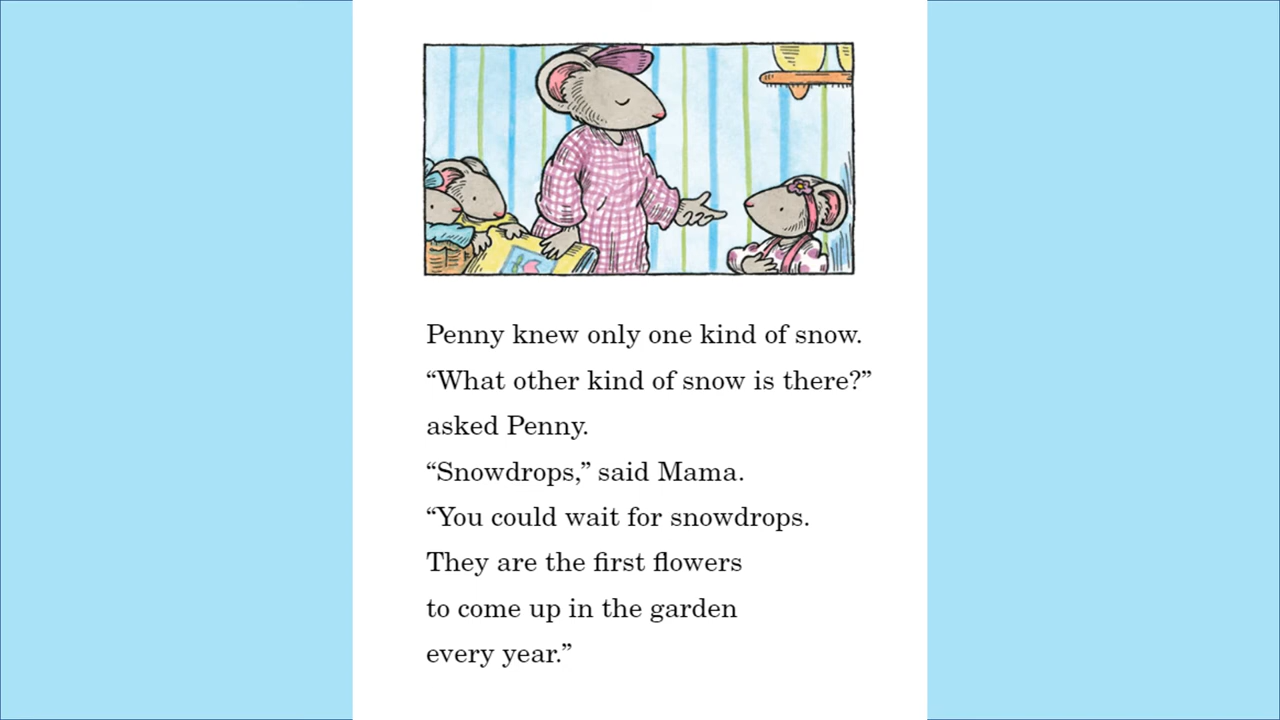 Penny knew only one kind of snow.
“What other kind of snow is there?”
asked Penny.
“Snowdrops,” said Mama.
“You could wait for snowdrops.
They are the first flowers
to come up in the garden
every year.”